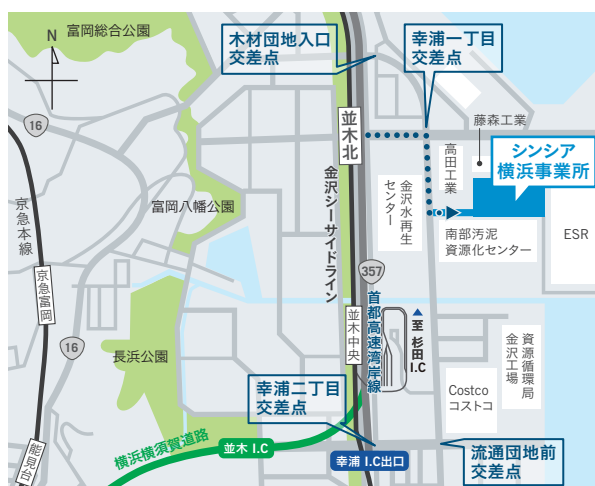 富岡総合公園
N
木材団地入口
交差点
幸浦一丁目
交差点
16
並木北
藤森工業
高田工業
シンシア
横浜事業所
金沢水再生
センター
金沢シーサイドライン
富岡八幡公園
京急本線
南部汚泥
資源化センター
ESR
357
京急富岡
首都高速湾岸線
至 杉田 I.C
並木中央
16
長浜公園
資源循環局
金沢工場
Costco
コストコ
幸浦二丁目
交差点
横浜横須賀道路
並木 I.C
幸浦 I.C出口
流通団地前
交差点
能見台